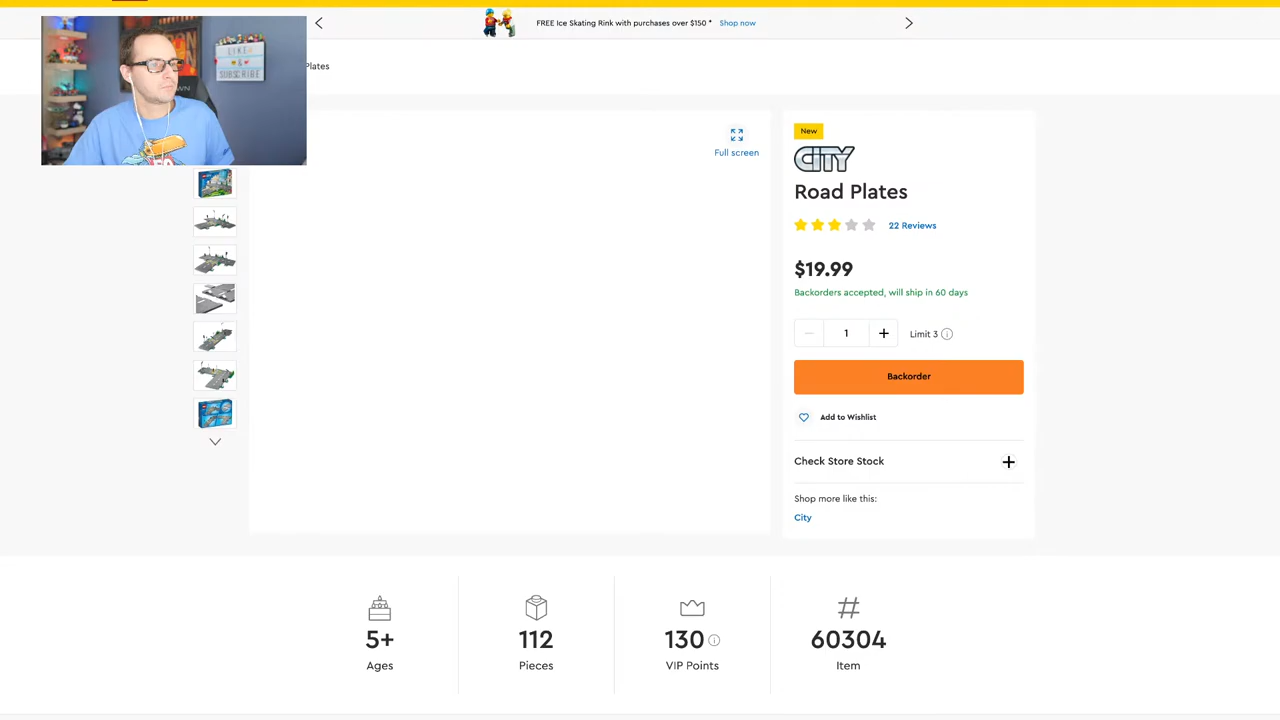 FREE Ice Skating Rink with purchases over $150 * Shop now
LIKE
&
SUBSCRIBE
Plates
Full screen
New
CITY
Road Plates
22 Reviews
$19.99
Backorders accepted, will ship in 60 days
1
Limit 3
Backorder
Add to Wishlist
Check Store Stock
Shop more like this:
City
5+
Ages
112
Pieces
130
VIP Points
60304
Item